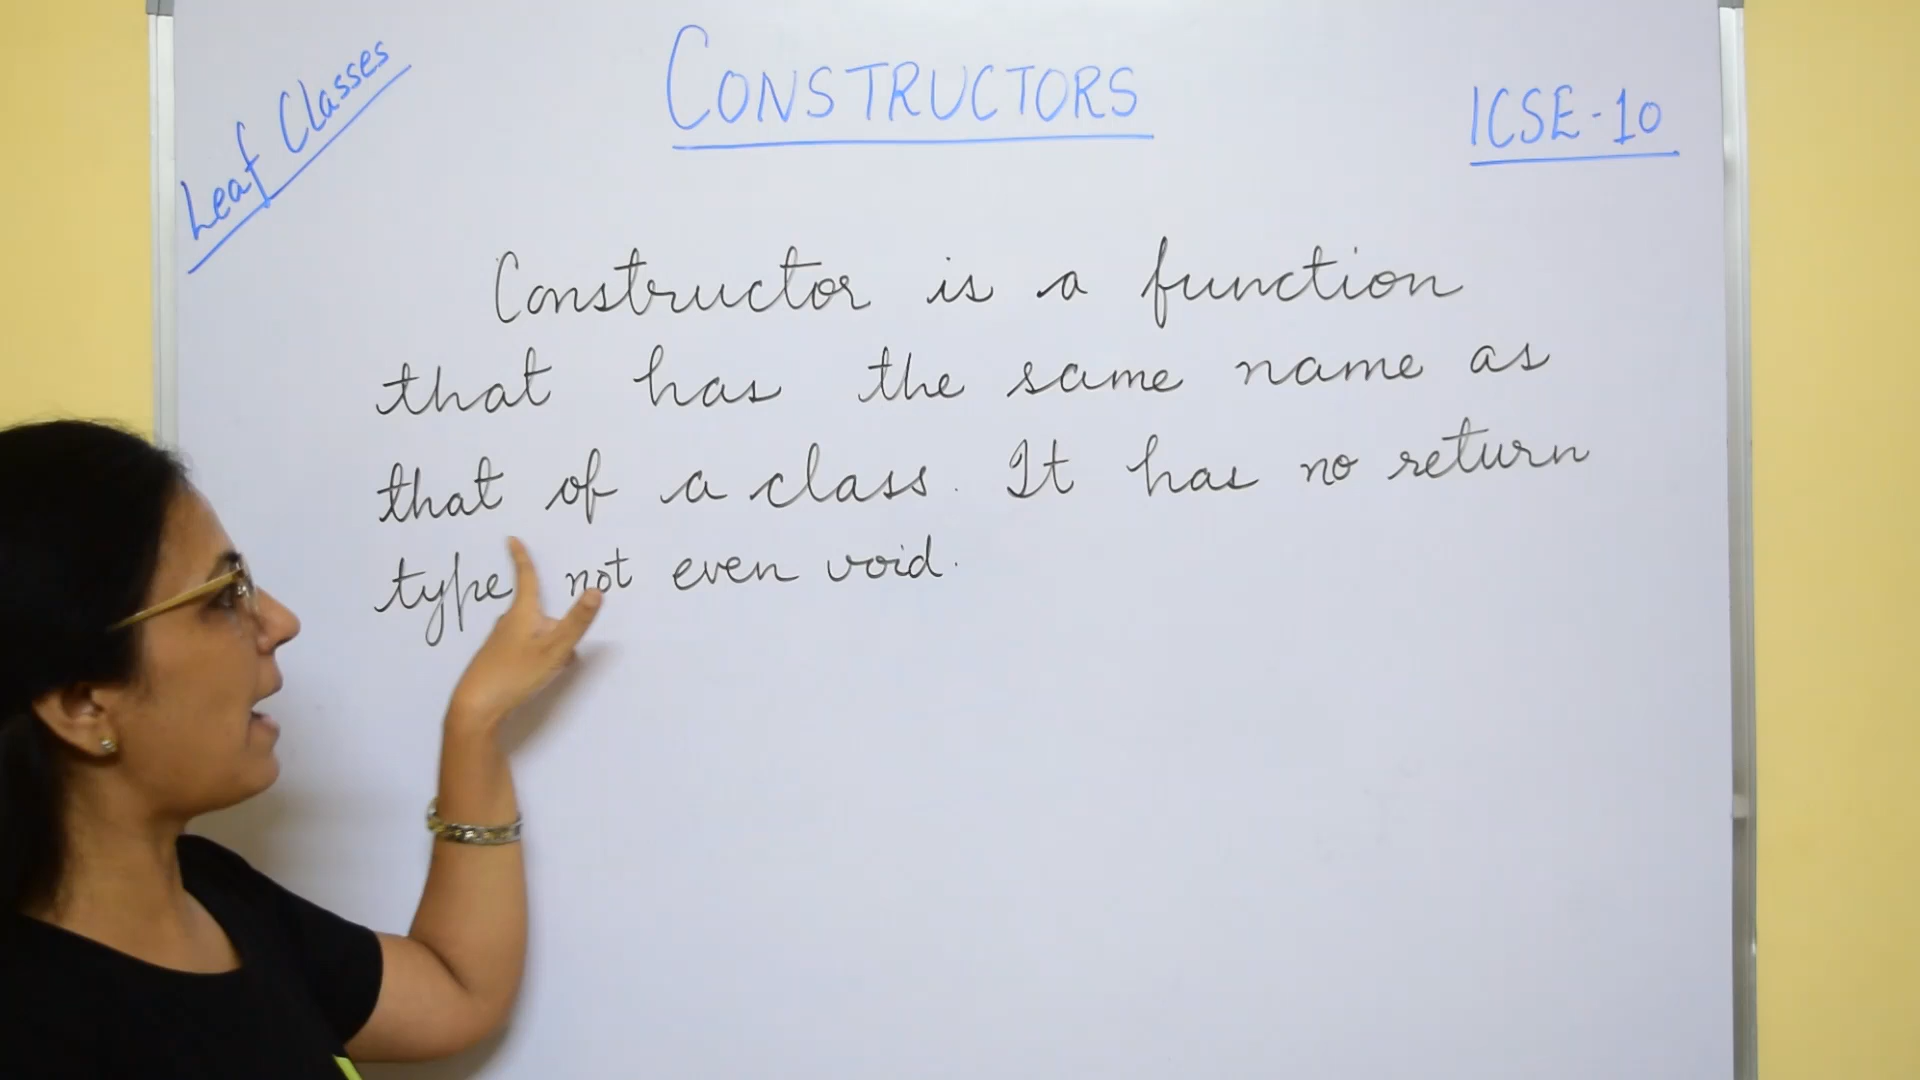 Leaf Classes
CONSTRUCTORS
ICSE-10
Constructor is a function
that has the same name as
that of a class. It has no return
type not even void.